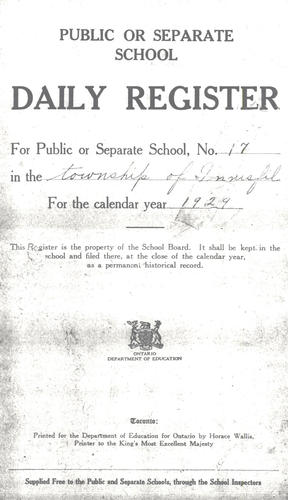 PUBLIC OR SEPARATE
SCHOOL
DAILY REGISTER
For Public or Separate School, No. 17
in the township of Innisfil
For the calendar year 1929
This Register is the property of the School Board. It shall be kept in the
school and filed there, at the close of the calendar year,
as a permanent historical record.
ONTARIO
DEPARTMENT OF EDUCATION
Toronto:
Printed for the Department of Education for Ontario by Horace Wallis,
Printer to the King's Most Excellent Majesty
Supplied Free to the Public and Separate Schools, through the School Inspectors